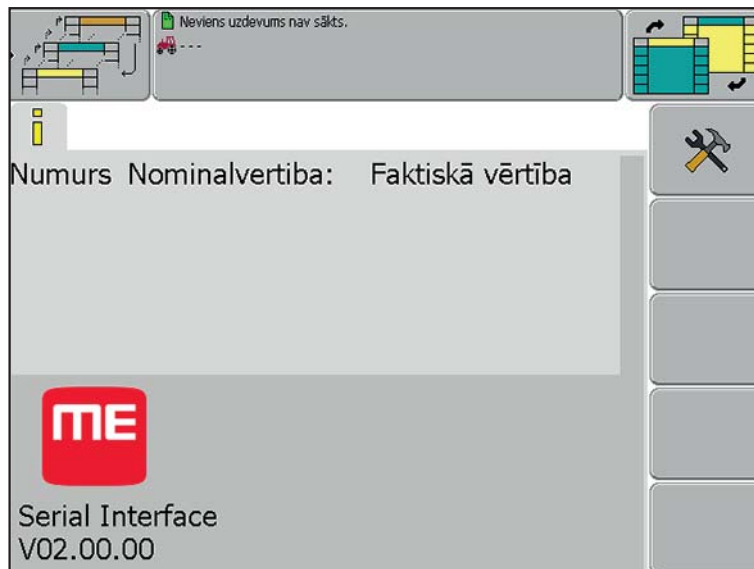 Neviens uzdevums nav sākts.
---
Numurs Nominalvertiba: Faktiskā vērtība
ME
Serial Interface
V02.00.00